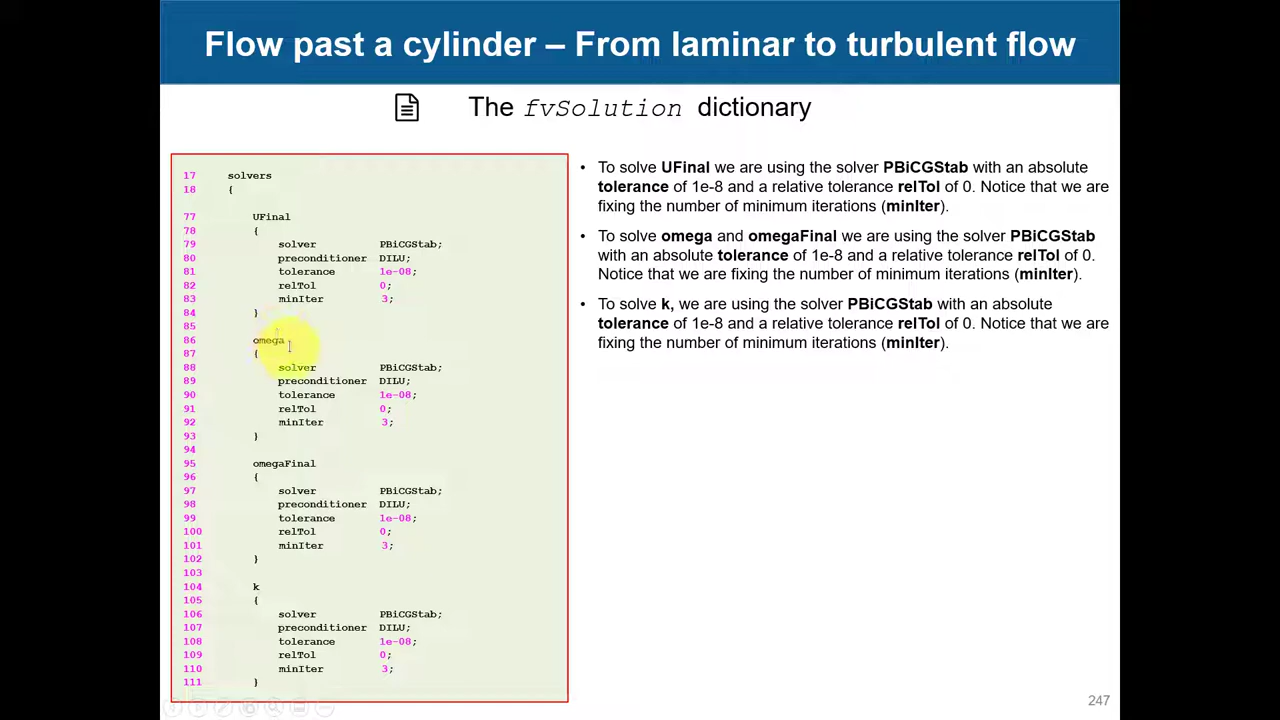 Flow past a cylinder – From laminar to turbulent flow
The fvSolution dictionary
17 solvers
18 {
77 UFinal
78 {
79 solver PBiCGStab;
80 preconditioner DILU;
81 tolerance 1e-08;
82 relTol 0;
83 minIter 3;
84 }
85
86 omega
87 {
88 solver PBiCGStab;
89 preconditioner DILU;
90 tolerance 1e-08;
91 relTol 0;
92 minIter 3;
93 }
94
95 omegaFinal
96 {
97 solver PBiCGStab;
98 preconditioner DILU;
99 tolerance 1e-08;
100 relTol 0;
101 minIter 3;
102 }
103
104 k
105 {
106 solver PBiCGStab;
107 preconditioner DILU;
108 tolerance 1e-08;
109 relTol 0;
110 minIter 3;
111 }
• To solve UFinal we are using the solver PBiCGStab with an absolute
tolerance of 1e-8 and a relative tolerance relTol of 0. Notice that we are
fixing the number of minimum iterations (minIter).
• To solve omega and omegaFinal we are using the solver PBiCGStab
with an absolute tolerance of 1e-8 and a relative tolerance relTol of 0.
Notice that we are fixing the number of minimum iterations (minIter).
• To solve k, we are using the solver PBiCGStab with an absolute
tolerance of 1e-8 and a relative tolerance relTol of 0. Notice that we are
fixing the number of minimum iterations (minIter).
247